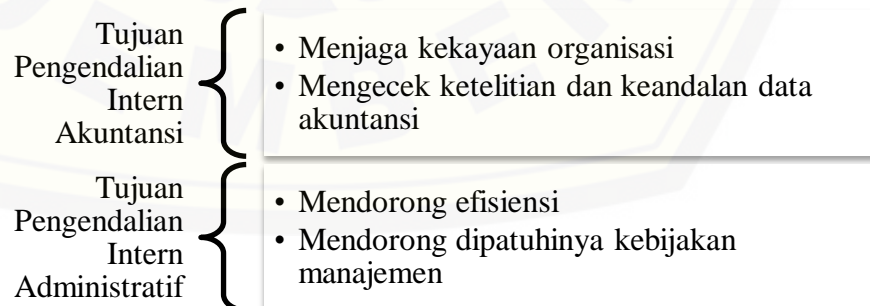 Tujuan
Pengendalian
Intern
Akuntansi
• Menjaga kekayaan organisasi
• Mengecek ketelitian dan keandalan data
akuntansi
Tujuan
Pengendalian
Intern
Administratif
• Mendorong efisiensi
• Mendorong dipatuhinya kebijakan
manajemen